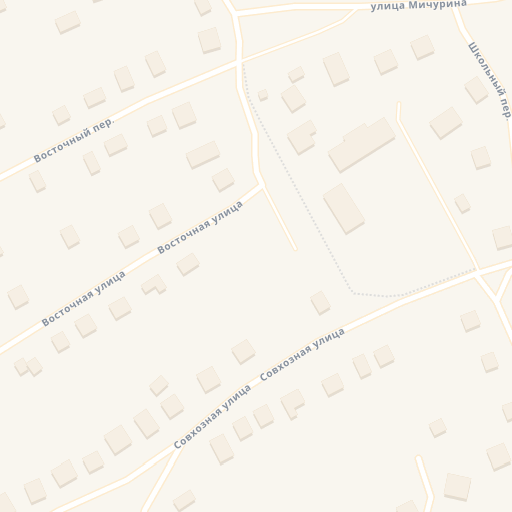 улица Мичурина
Школьный пер.
Восточный пер.
Восточная улица
Восточная улица
Совхозная улица
Совхозная улица